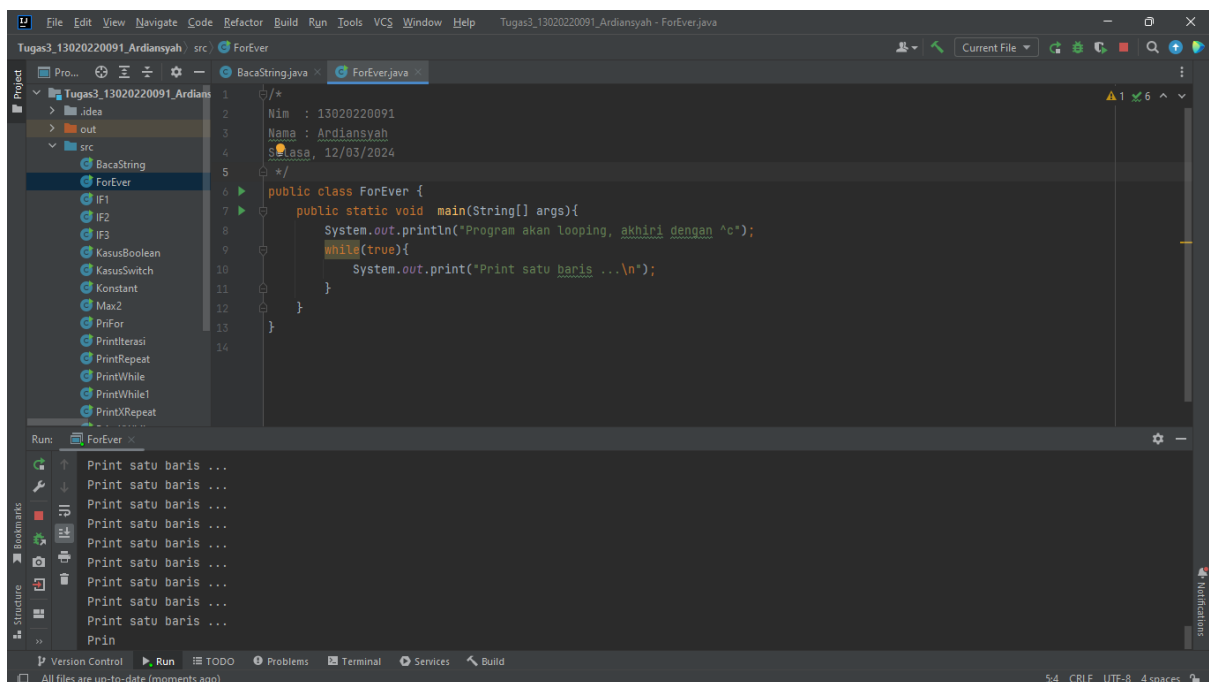 File Edit View Navigate Code Refactor Build Run Tools VCS Window Help Tugas3_13020220091_Ardiansyah - ForEver.java
Tugas3_13020220091_Ardiansyah src ForEver Current File
Project
Pro... BacaString.java ForEver.java
Tugas3_13020220091_Ardians
.idea
out
src
BacaString
ForEver
IF1
IF2
IF3
KasusBoolean
KasusSwitch
Konstant
Max2
PriFor
PrintIterasi
PrintRepeat
PrintWhile
PrintWhile1
PrintXRepeat
1 /*
2 Nim : 13020220091
3 Nama : Ardiansyah
4 Selasa, 12/03/2024
5 */
6 public class ForEver {
7 public static void main(String[] args){
8 System.out.println("Program akan looping, akhiri dengan ^c");
9 while(true){
10 System.out.print("Print satu baris ...\n");
11 }
12 }
13 }
14
1 6
Run: ForEver
Print satu baris ...
Print satu baris ...
Print satu baris ...
Print satu baris ...
Print satu baris ...
Print satu baris ...
Print satu baris ...
Print satu baris ...
Print satu baris ...
Prin
Bookmarks
Structure
Notifications
Version Control Run TODO Problems Terminal Services Build
All files are up-to-date (moments ago) 5:4 CRLF UTF-8 4 spaces